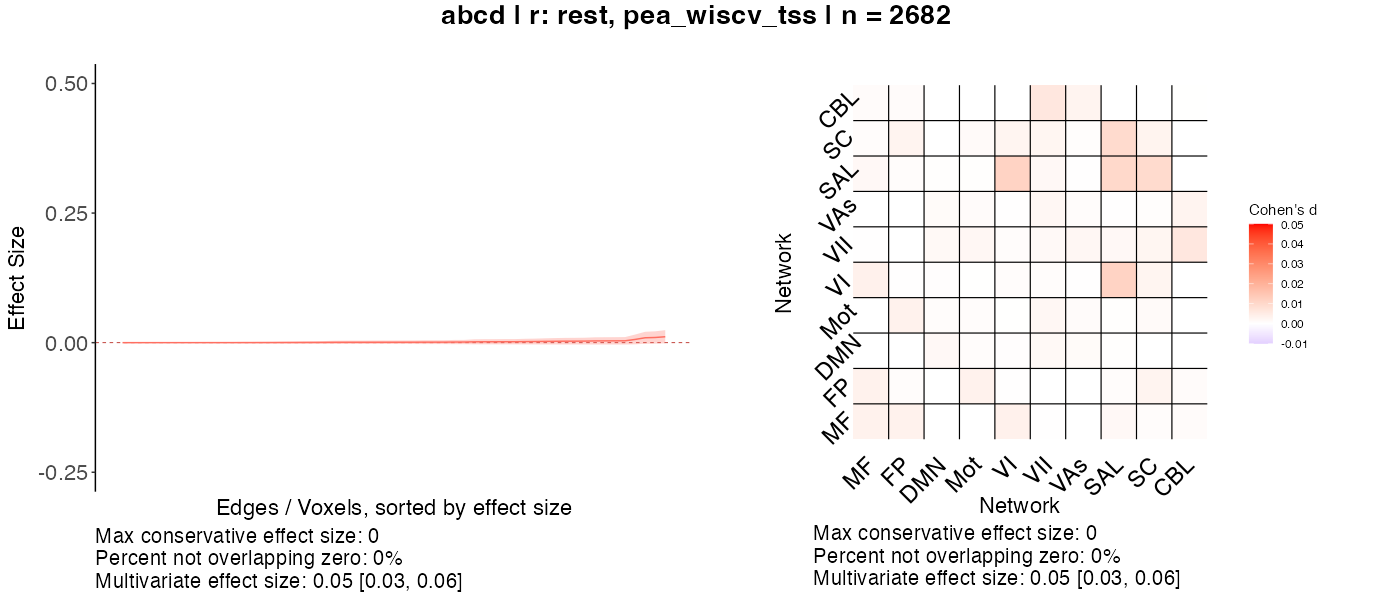 abcd | r: rest, pea_wiscv_tss | n = 2682
Effect Size
0.50
0.25
0.00
-0.25
Edges / Voxels, sorted by effect size
Max conservative effect size: 0
Percent not overlapping zero: 0%
Multivariate effect size: 0.05 [0.03, 0.06]
Network
CBL
SC
SAL
VAs
VII
VI
Mot
DMN
FP
MF
MF
FP
DMN
Mot
VI
VII
VAs
SAL
SC
CBL
Network
Max conservative effect size: 0
Percent not overlapping zero: 0%
Multivariate effect size: 0.05 [0.03, 0.06]
Cohen's d
0.05
0.04
0.03
0.02
0.01
0.00
-0.01